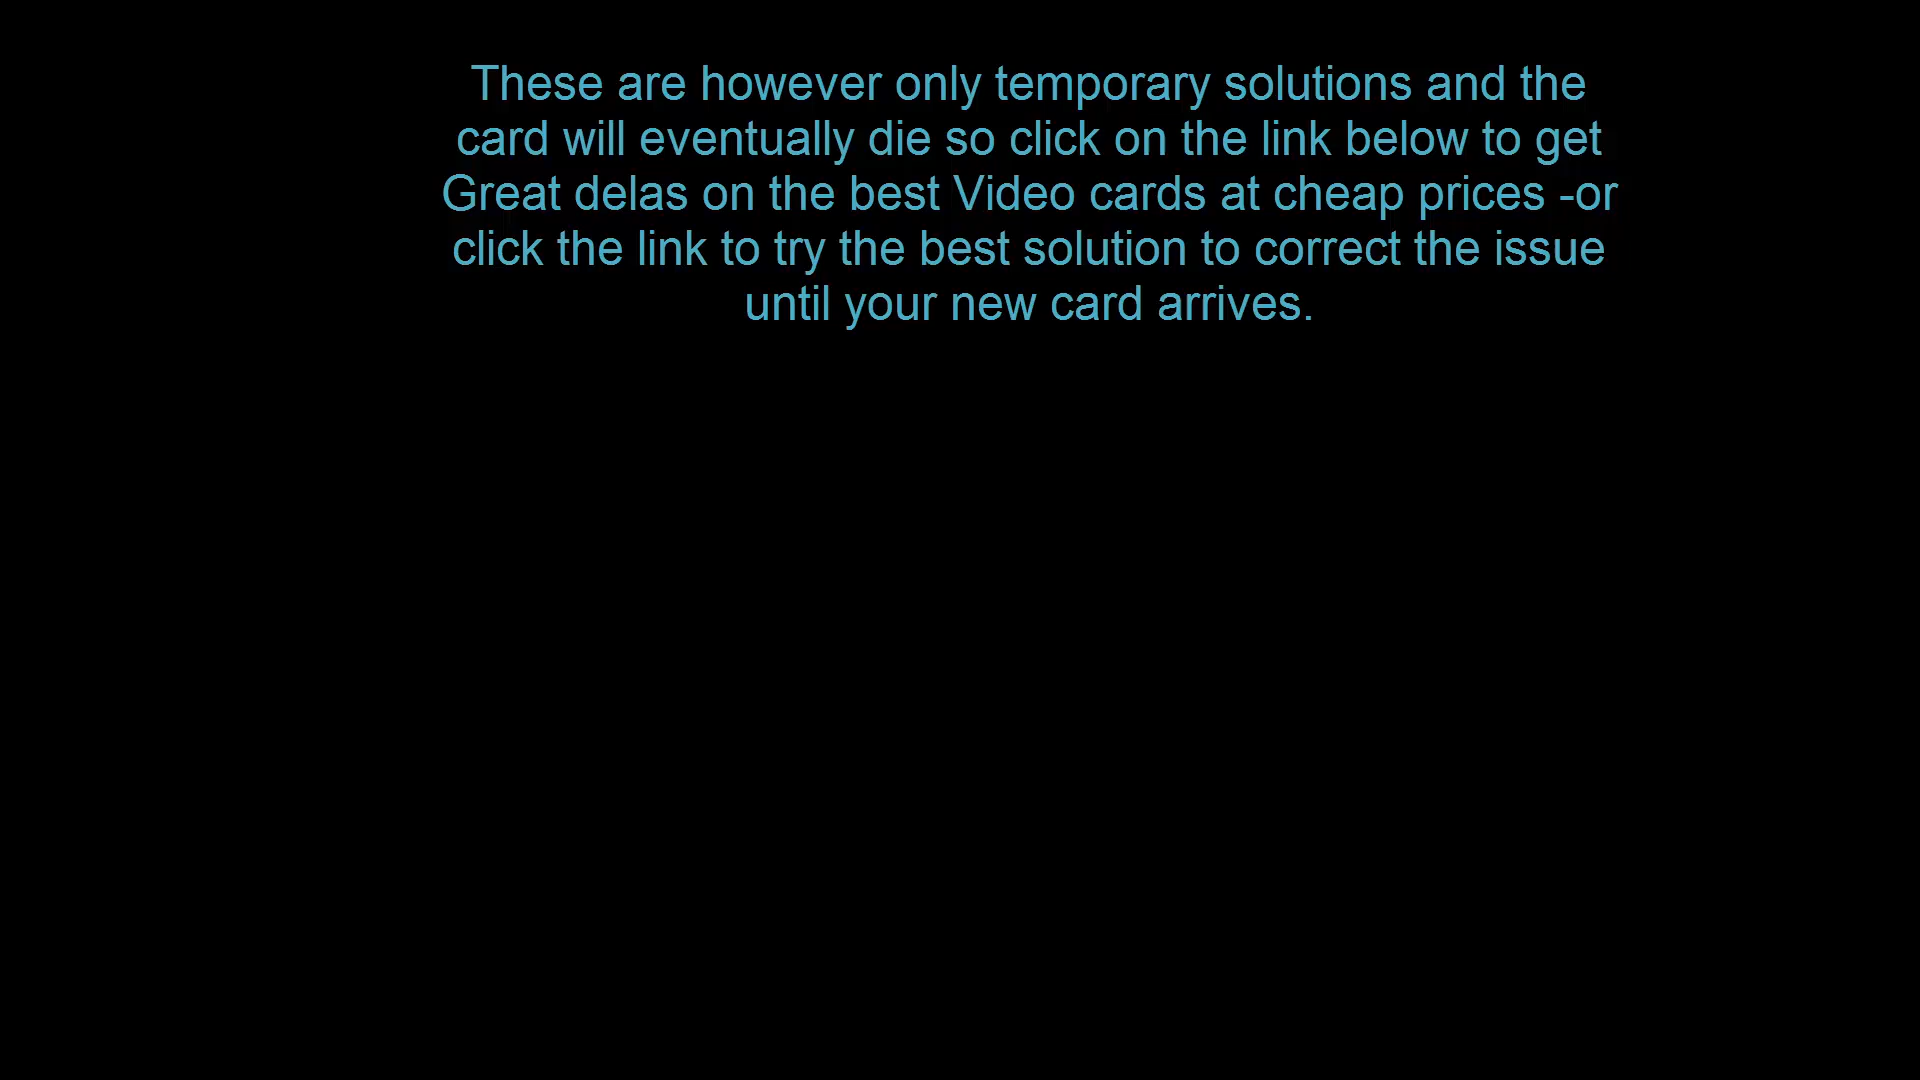 These are however only temporary solutions and the
card will eventually die so click on the link below to get
Great delas on the best Video cards at cheap prices -or
click the link to try the best solution to correct the issue
until your new card arrives.